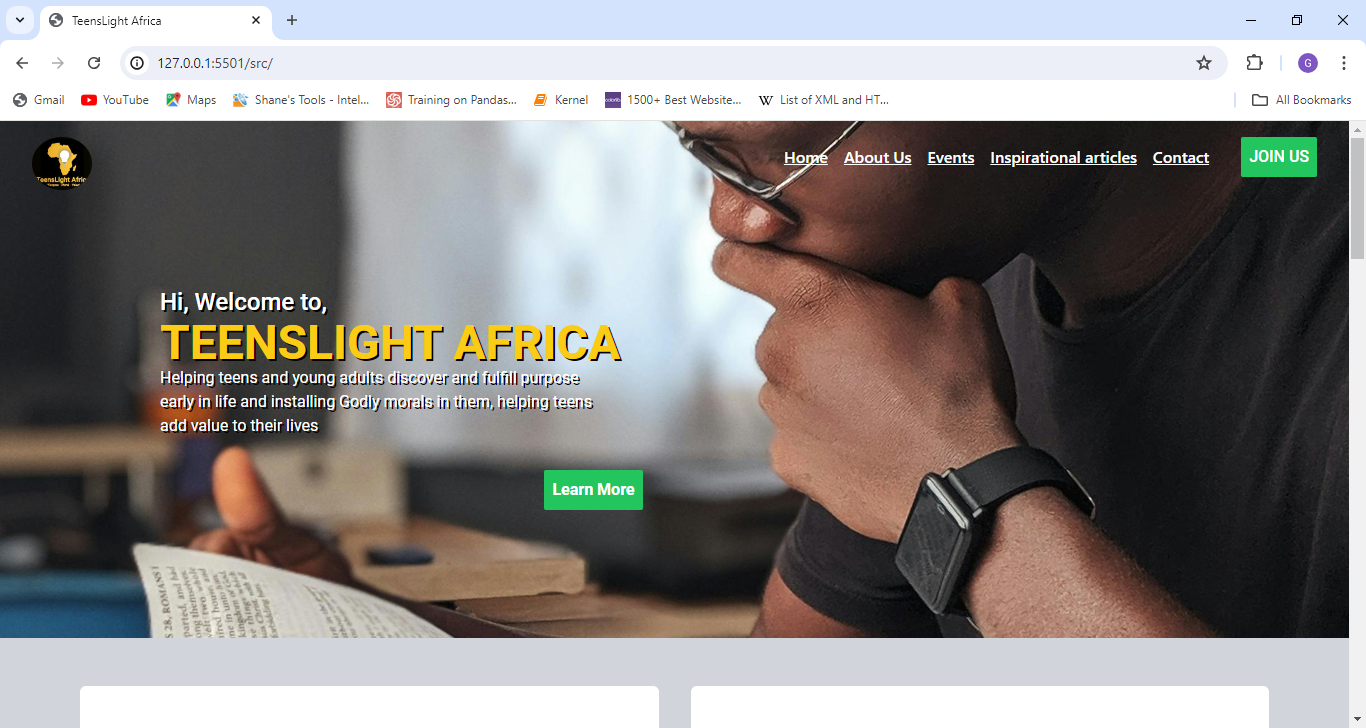 TeensLight Africa
127.0.0.1:5501/src/
G
Gmail
YouTube
Maps
Shane's Tools - Intel...
Training on Pandas...
Kernel
1500+ Best Website...
List of XML and HT...
All Bookmarks
TeensLight Afric
Home
About Us
Events
Inspirational articles
Contact
JOIN US
Hi, Welcome to,
TEENSLIGHT AFRICA
Helping teens and young adults discover and fulfill purpose
early in life and installing Godly morals in them, helping teens
add value to their lives
Learn More
28, ROMANS 1